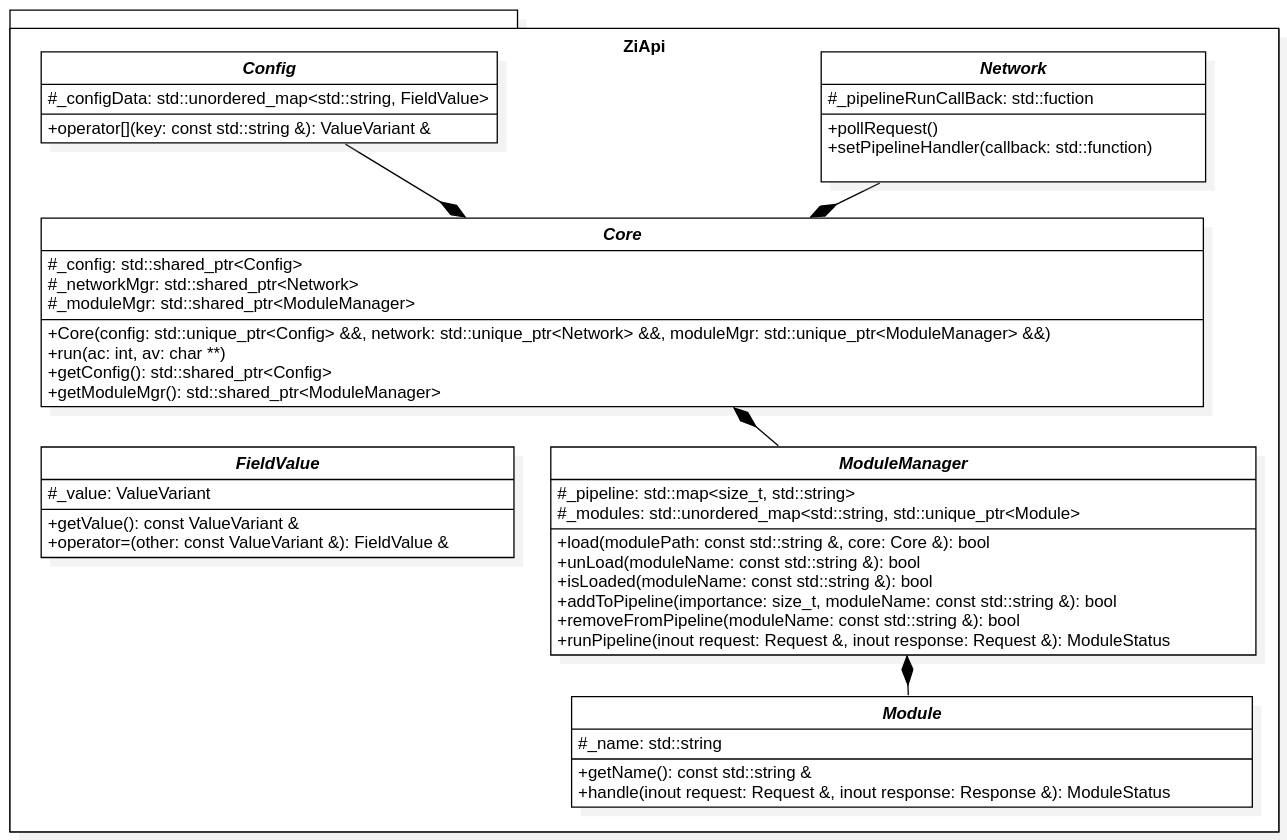 ZiApi
Config
#_configData: std::unordered_map<std::string, FieldValue>
+operator[](key: const std::string &): ValueVariant &
Network
#_pipelineRunCallBack: std::fuction
+pollRequest()
+setPipelineHandler(callback: std::function)
Core
#_config: std::shared_ptr<Config>
#_networkMgr: std::shared_ptr<Network>
#_moduleMgr: std::shared_ptr<ModuleManager>
+Core(config: std::unique_ptr<Config> &&, network: std::unique_ptr<Network> &&, moduleMgr: std::unique_ptr<ModuleManager> &&)
+run(ac: int, av: char **)
+getConfig(): std::shared_ptr<Config>
+getModuleMgr(): std::shared_ptr<ModuleManager>
FieldValue
#_value: ValueVariant
+getValue(): const ValueVariant &
+operator=(other: const ValueVariant &): FieldValue &
ModuleManager
#_pipeline: std::map<size_t, std::string>
#_modules: std::unordered_map<std::string, std::unique_ptr<Module>
+load(modulePath: const std::string &, core: Core &): bool
+unLoad(moduleName: const std::string &): bool
+isLoaded(moduleName: const std::string &): bool
+addToPipeline(importance: size_t, moduleName: const std::string &): bool
+removeFromPipeline(moduleName: const std::string &): bool
+runPipeline(inout request: Request &, inout response: Request &): ModuleStatus
Module
#_name: std::string
+getName(): const std::string &
+handle(inout request: Request &, inout response: Response &): ModuleStatus